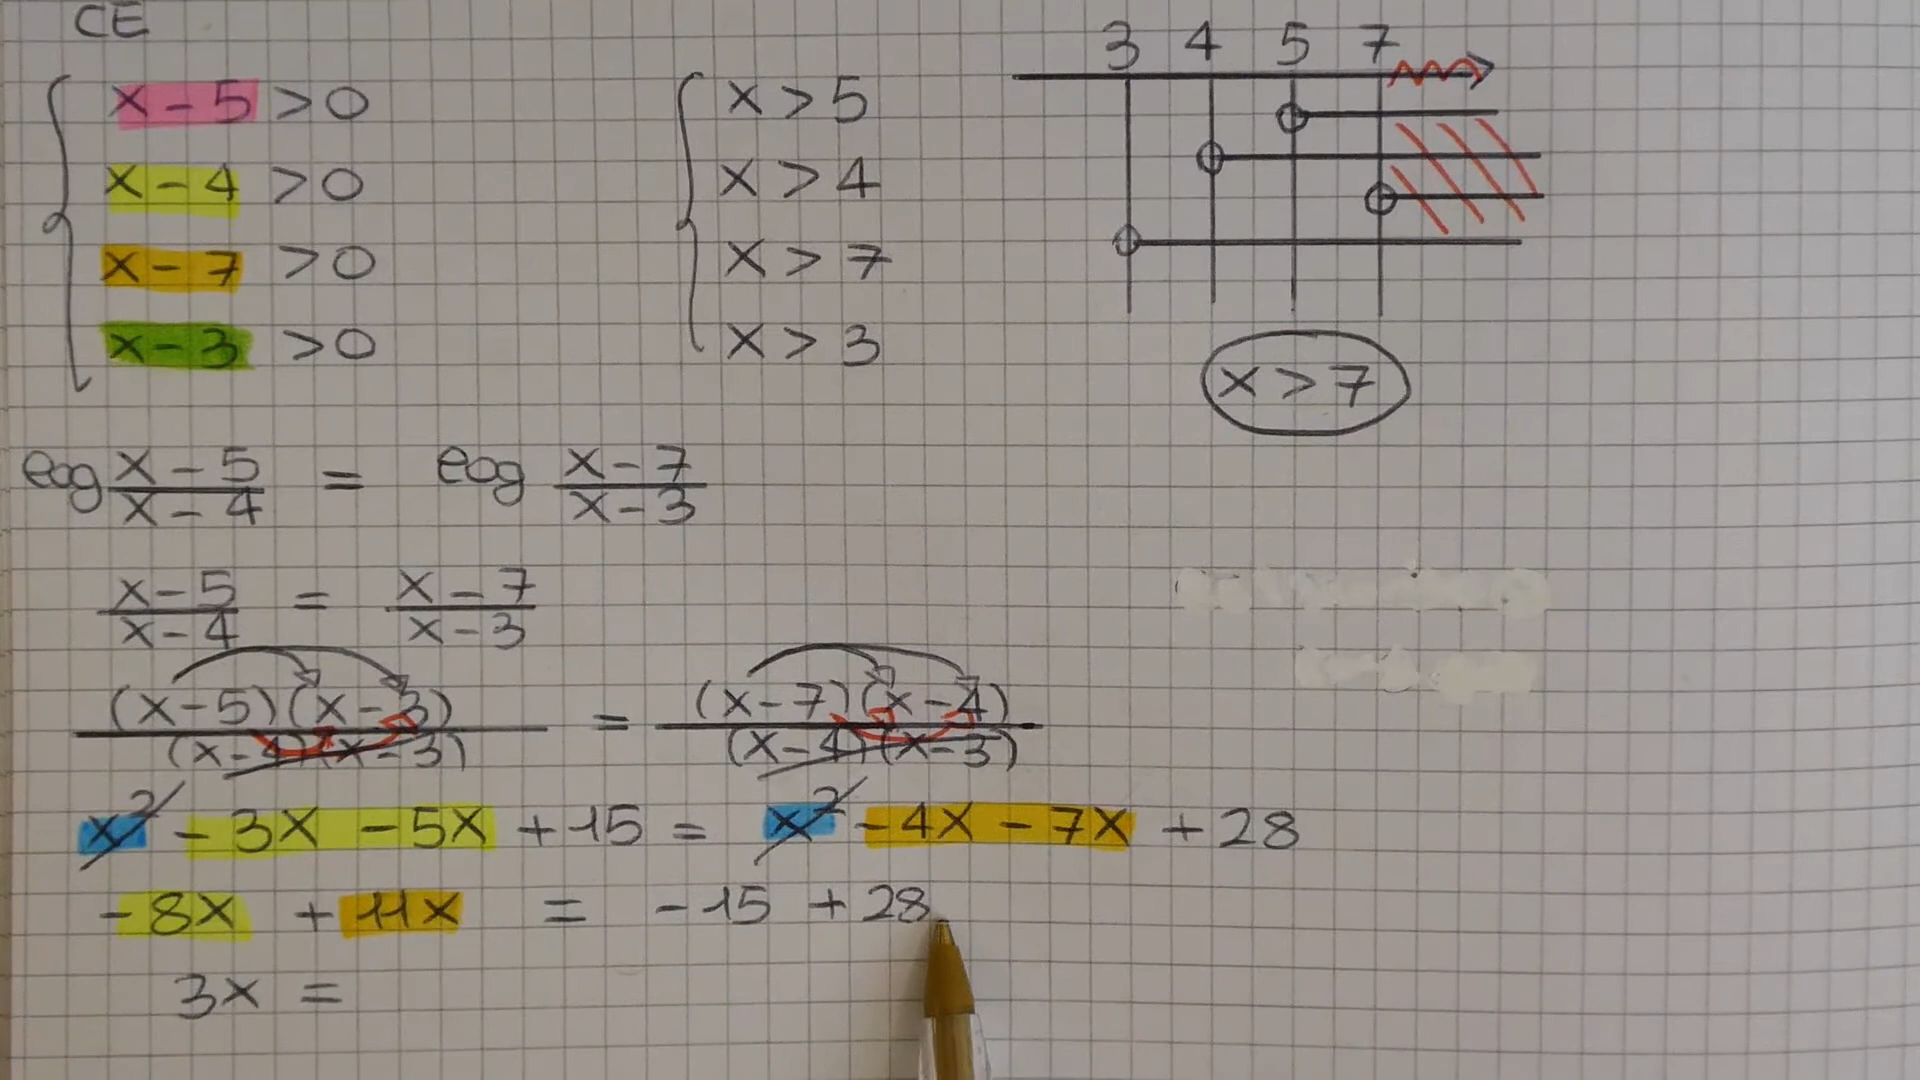 CE
x - 5 > 0
x - 4 > 0
x - 7 > 0
x - 3 > 0
x > 5
x > 4
x > 7
x > 3
3 4 5 7
x > 7
log (x - 5)/(x - 4) = log (x - 7)/(x - 3)
(x - 5)/(x - 4) = (x - 7)/(x - 3)
(x - 5)(x - 3)/(x - 4)(x - 3) = (x - 7)(x - 4)/(x - 4)(x - 3)
x² - 3x - 5x + 15 = x² - 4x - 7x + 28
- 8x + 11x = - 15 + 28
3x =